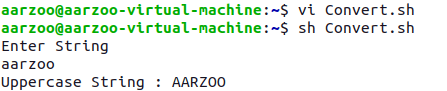 aarzoo@aarzoo-virtual-machine:~$ vi Convert.sh
aarzoo@aarzoo-virtual-machine:~$ sh Convert.sh
Enter String
aarzoo
Uppercase String : AARZOO